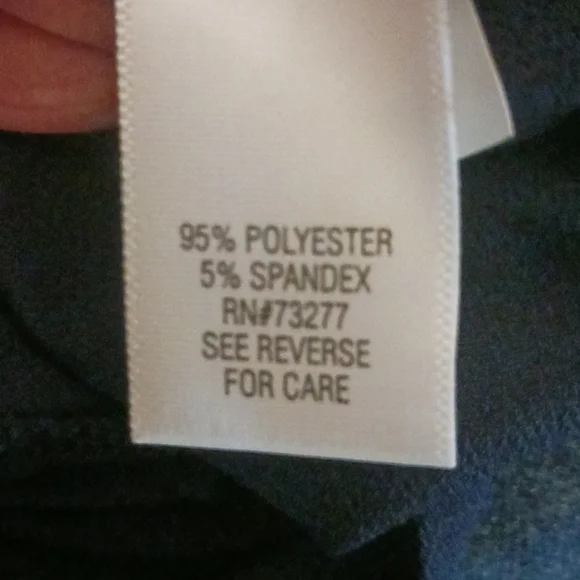 95% POLYESTER
5% SPANDEX
RN#73277
SEE REVERSE
FOR CARE